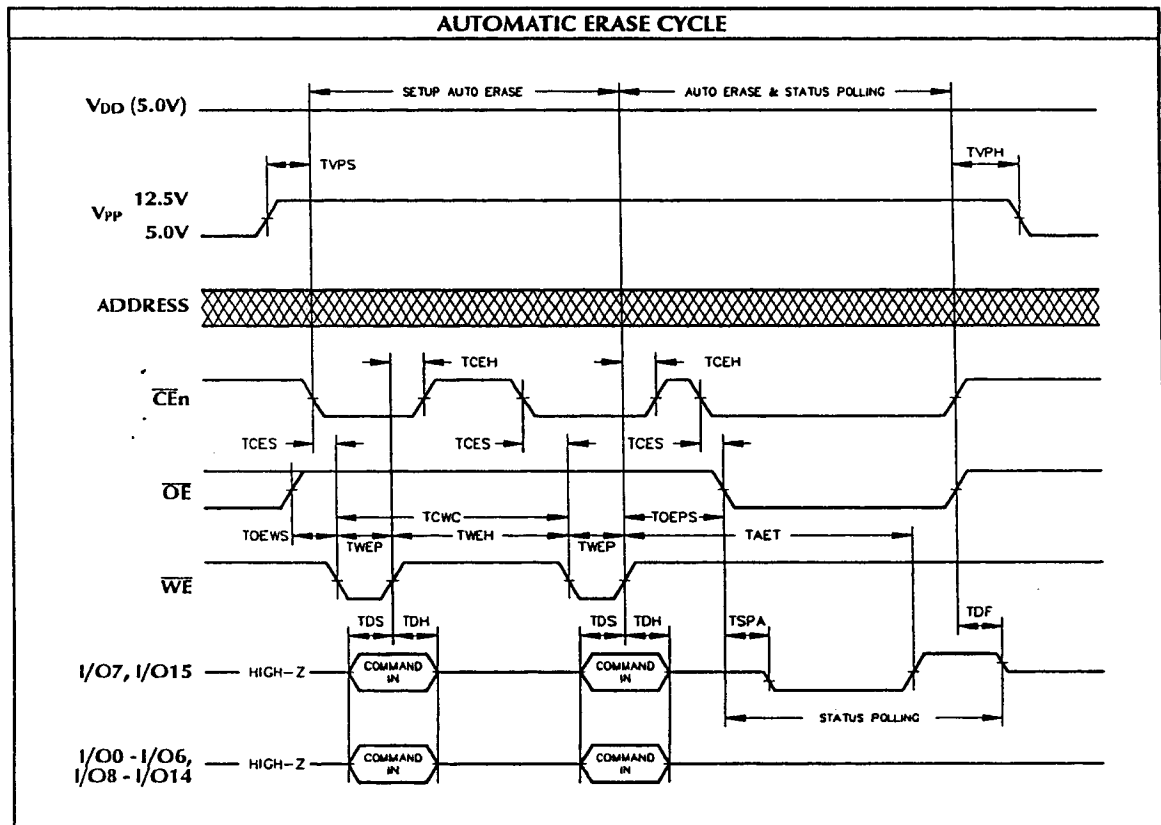 AUTOMATIC ERASE CYCLE
SETUP AUTO ERASE
AUTO ERASE & STATUS POLLING
VDD (5.0V)
TVPS
TVPH
12.5V
VPP
5.0V
ADDRESS
TCEH
TCEH
CEn
TCES
TCES
TCES
OE
TCWC
TOEPS
TOEWS
TWEP
TWEH
TWEP
TAET
WE
TDS
TDH
TDS
TDH
TSPA
TDF
I/O7, I/O15
HIGH-Z
COMMAND
IN
COMMAND
IN
STATUS POLLING
I/O0 - I/O6,
I/O8 - I/O14
HIGH-Z
COMMAND
IN
COMMAND
IN